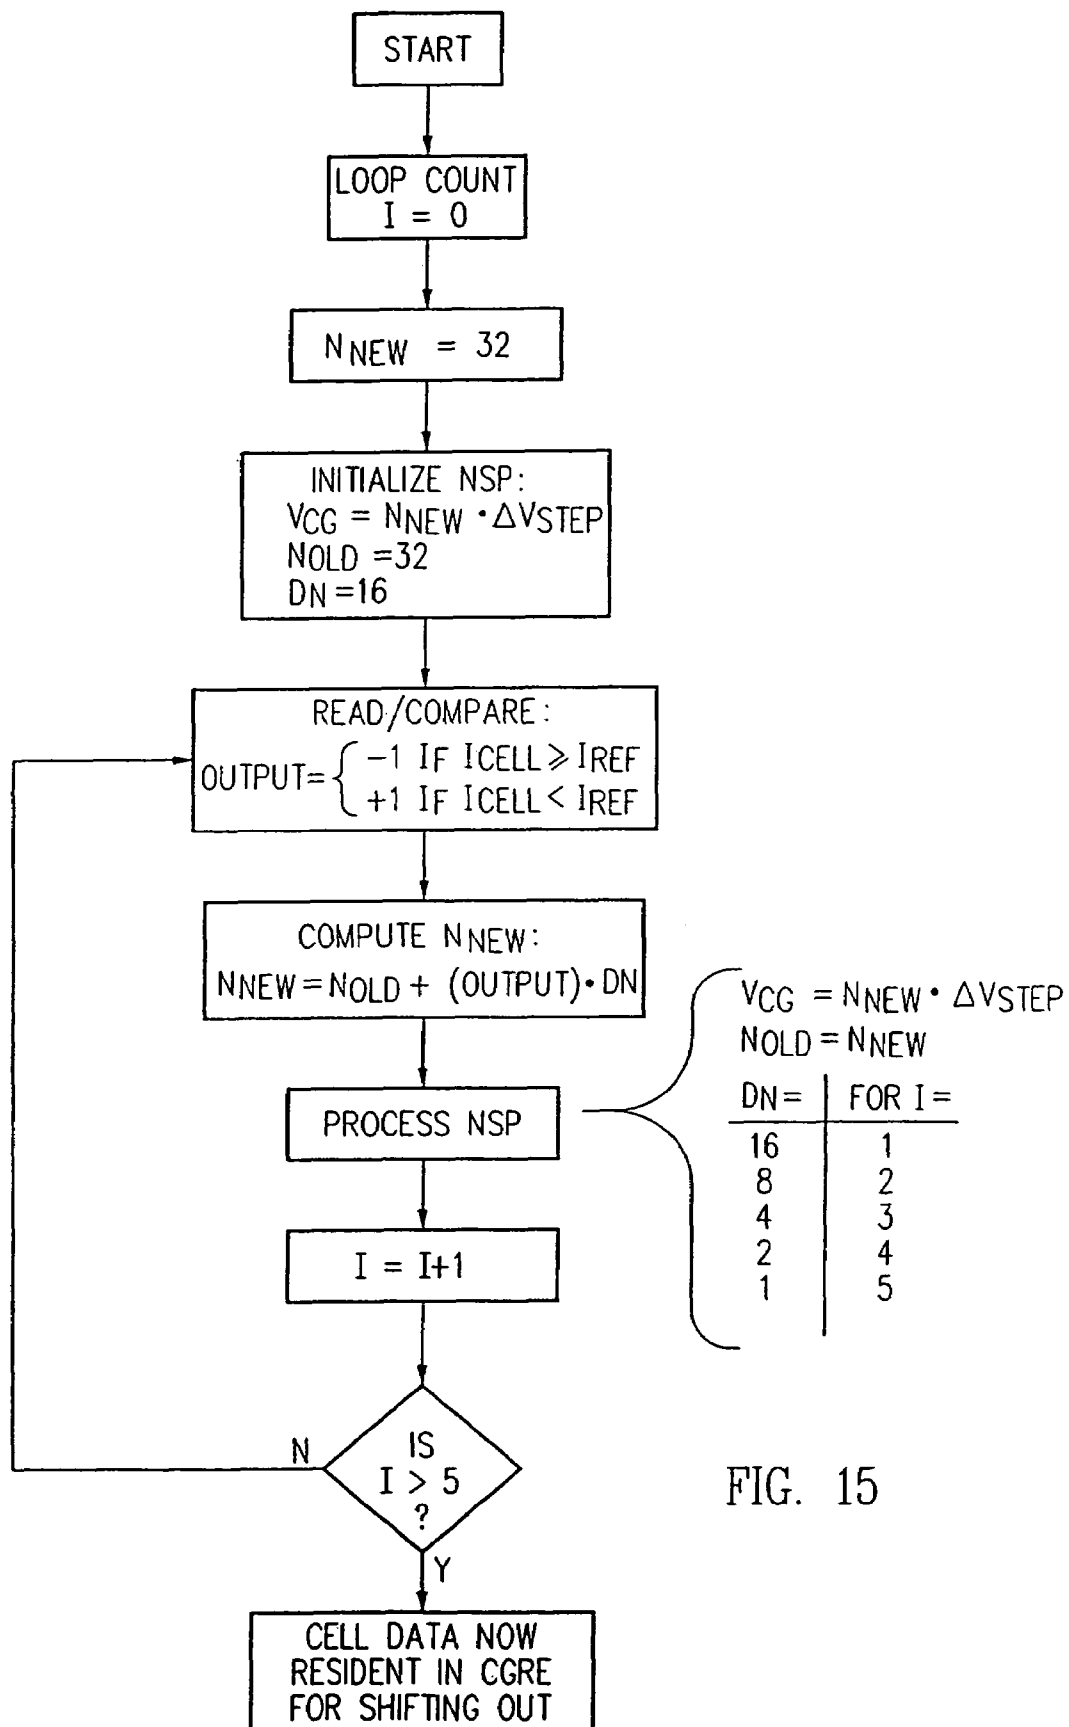 START
LOOP COUNT
I = 0
N NEW = 32
INITIALIZE NSP:
VCG = NNEW • ΔVSTEP
NOLD =32
DN =16
READ/COMPARE:
OUTPUT= { -1 IF ICELL ⩾ IREF
+1 IF ICELL < IREF
COMPUTE NNEW:
NNEW = NOLD + (OUTPUT) • DN
PROCESS NSP
VCG = NNEW • ΔVSTEP
NOLD = NNEW
DN = FOR I =
16 1
8 2
4 3
2 4
1 5
I = I+1
IS
I > 5
?
N
Y
CELL DATA NOW
RESIDENT IN CGRE
FOR SHIFTING OUT
FIG. 15